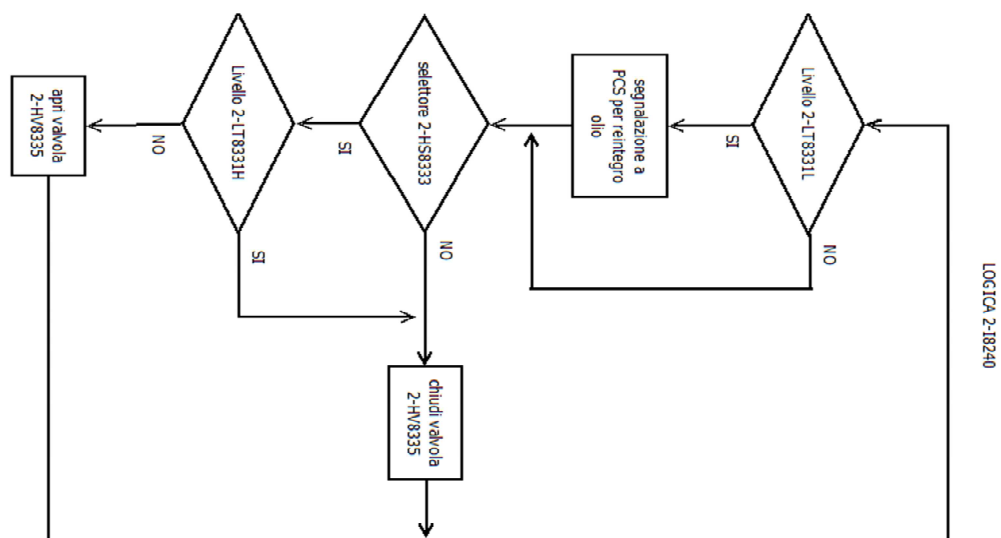 LOGICA 2-I8240
Livello 2-LT8331L
SI
NO
segnalazione a
PCS per reintegro
olio
selettore 2-HS8333
SI
NO
Livello 2-LT8331H
SI
NO
chiudi valvola
2-HV8335
apri valvola
2-HV8335